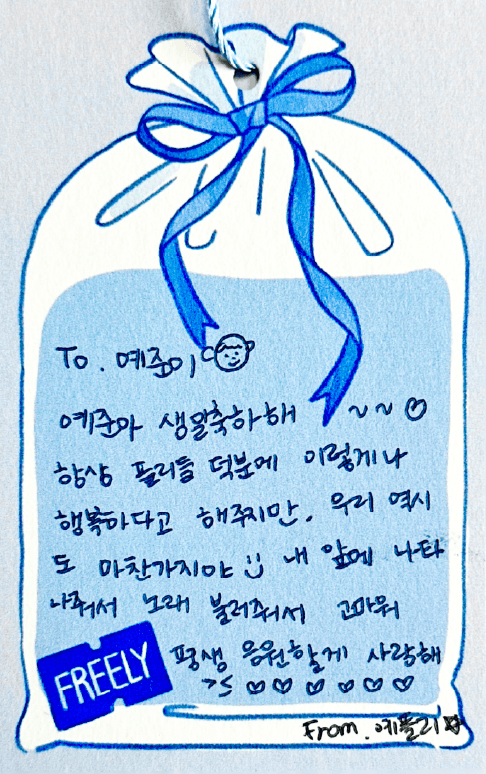 To. 예준이
예준아 생일축하해 ~~♡
항상 플리들 덕분에 이렇게나
행복하다고 해주지만, 우리 역시
도 마찬가지야 :) 내 앞에 나타
나줘서 노래 불러줘서 고마워
평생 응원할게 사랑해
><♡♡♡♡♡♡
FREELY
From. 예플리☆